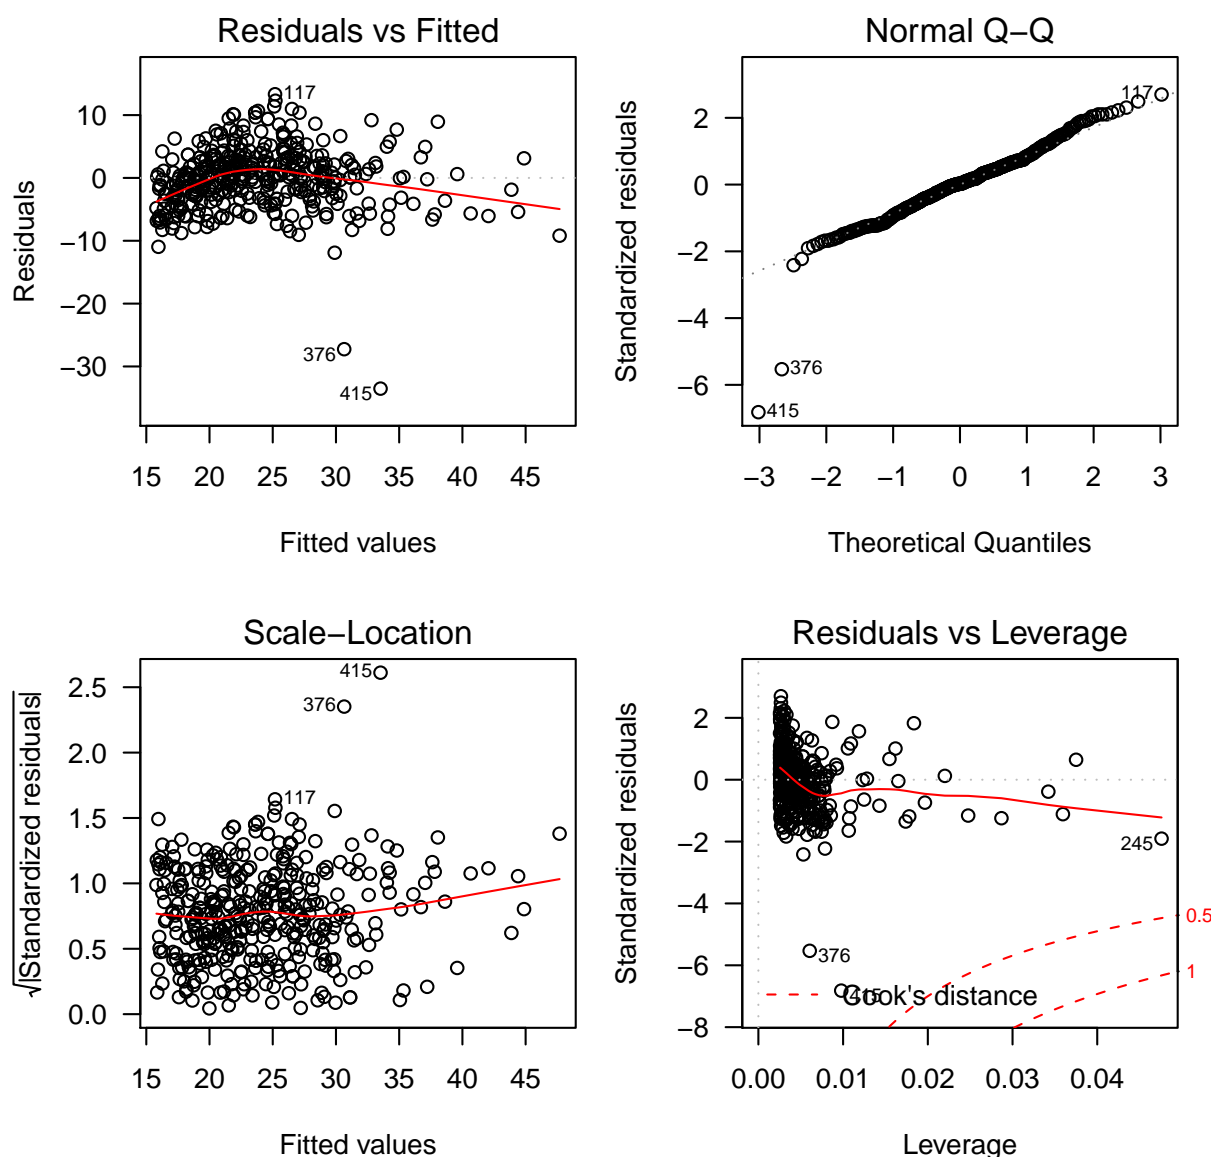 Residuals vs Fitted
Residuals
10
0
−10
−20
−30
117
376
415
15 20 25 30 35 40 45
Fitted values
Normal Q−Q
Standardized residuals
2
0
−2
−4
−6
117
376
415
−3 −2 −1 0 1 2 3
Theoretical Quantiles
Scale−Location
√|Standardized residuals|
2.5
2.0
1.5
1.0
0.5
0.0
415
376
117
15 20 25 30 35 40 45
Fitted values
Residuals vs Leverage
Standardized residuals
2
0
−2
−4
−6
−8
245
376
415
Cook's distance
0.5
1
0.00 0.01 0.02 0.03 0.04
Leverage